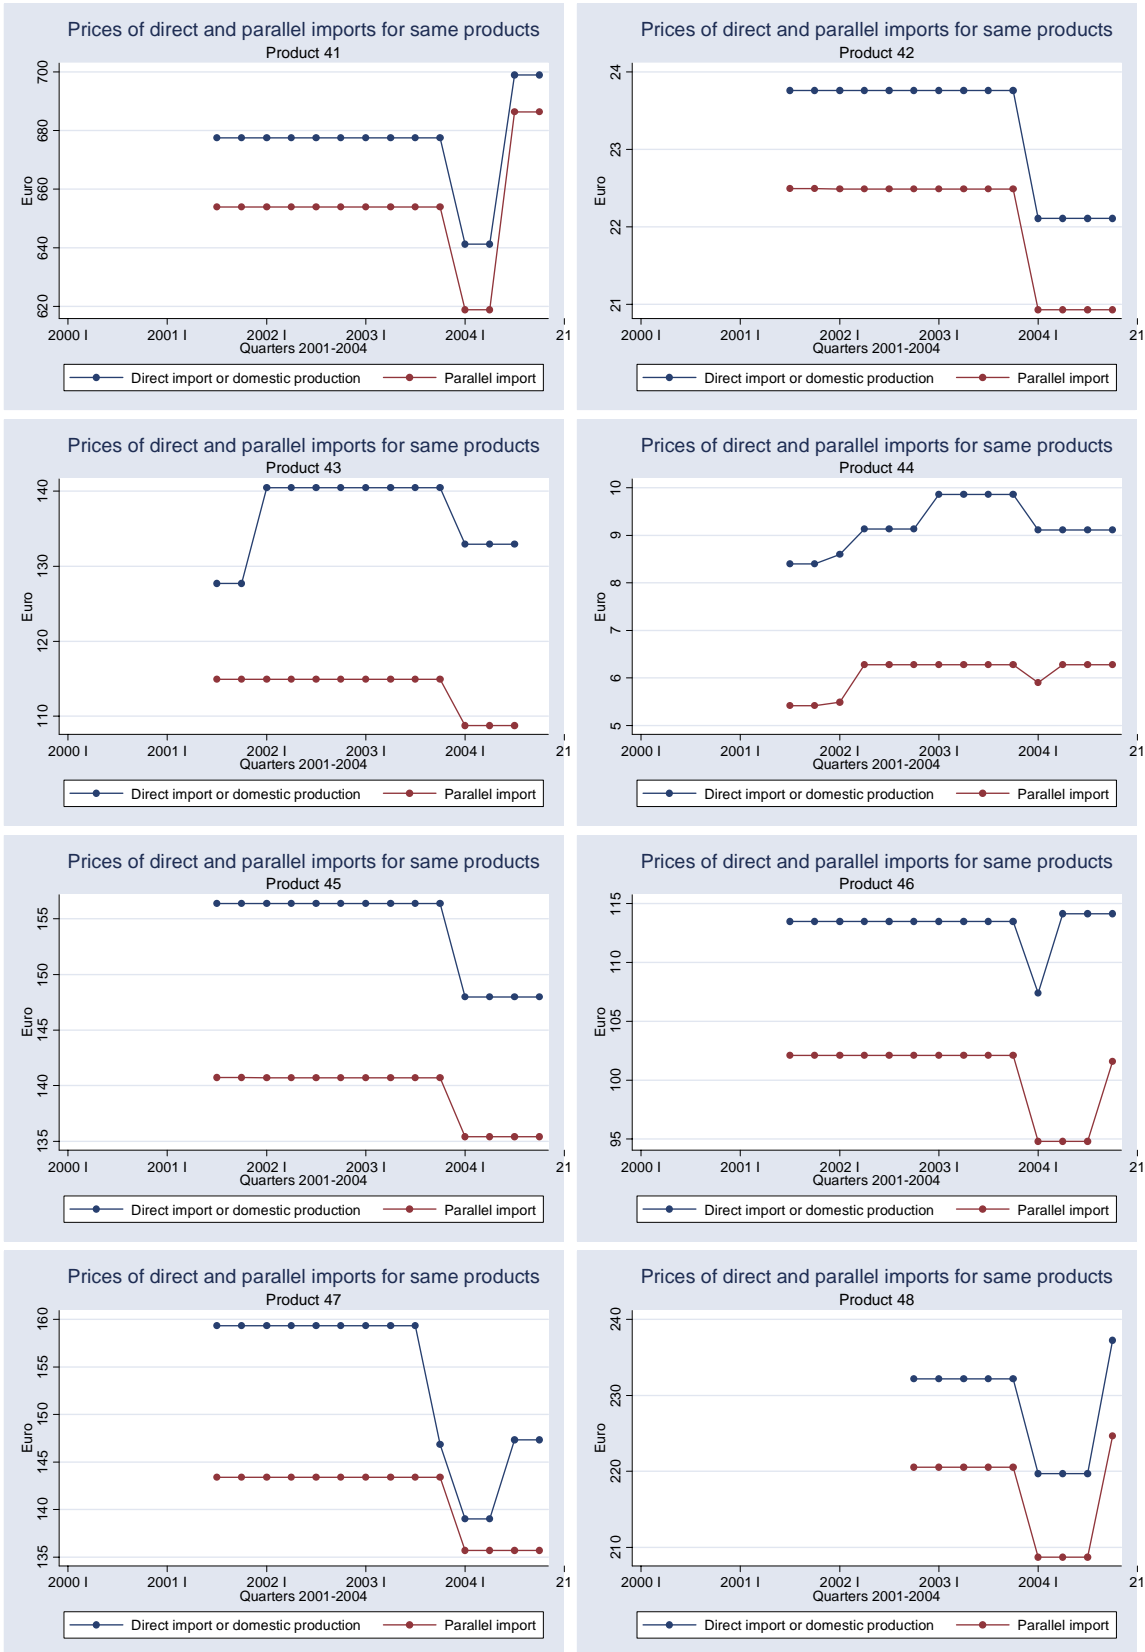 Prices of direct and parallel imports for same products
Product 41
Euro
700
680
660
640
620
2000 I 2001 I 2002 I 2003 I 2004 I 21
Quarters 2001-2004
Direct import or domestic production Parallel import
Prices of direct and parallel imports for same products
Product 42
Euro
24
23
22
21
2000 I 2001 I 2002 I 2003 I 2004 I 21
Quarters 2001-2004
Direct import or domestic production Parallel import
Prices of direct and parallel imports for same products
Product 43
Euro
140
130
120
110
2000 I 2001 I 2002 I 2003 I 2004 I 21
Quarters 2001-2004
Direct import or domestic production Parallel import
Prices of direct and parallel imports for same products
Product 44
Euro
10
9
8
7
6
5
2000 I 2001 I 2002 I 2003 I 2004 I 21
Quarters 2001-2004
Direct import or domestic production Parallel import
Prices of direct and parallel imports for same products
Product 45
Euro
155
150
145
140
135
2000 I 2001 I 2002 I 2003 I 2004 I 21
Quarters 2001-2004
Direct import or domestic production Parallel import
Prices of direct and parallel imports for same products
Product 46
Euro
115
110
105
100
95
2000 I 2001 I 2002 I 2003 I 2004 I 21
Quarters 2001-2004
Direct import or domestic production Parallel import
Prices of direct and parallel imports for same products
Product 47
Euro
160
155
150
145
140
135
2000 I 2001 I 2002 I 2003 I 2004 I 21
Quarters 2001-2004
Direct import or domestic production Parallel import
Prices of direct and parallel imports for same products
Product 48
Euro
240
230
220
210
2000 I 2001 I 2002 I 2003 I 2004 I 21
Quarters 2001-2004
Direct import or domestic production Parallel import